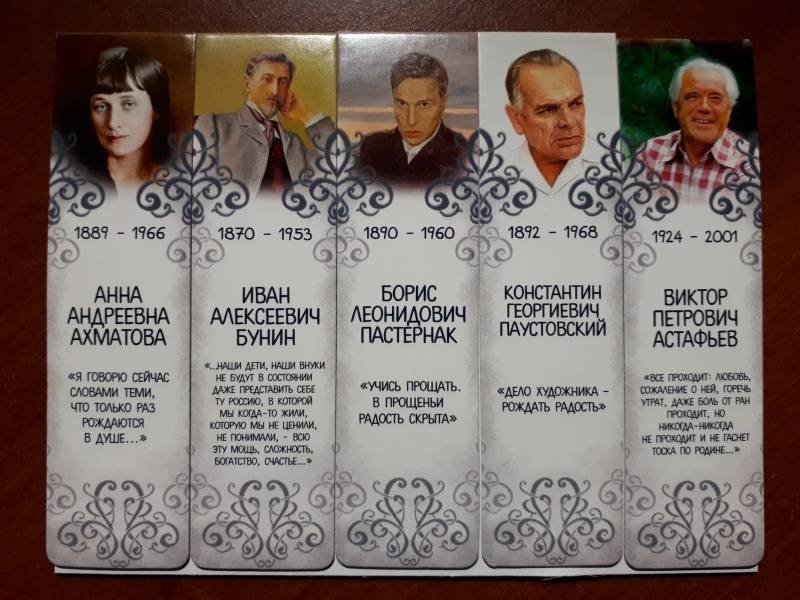 1889 - 1966
АННА
АНДРЕЕВНА
АХМАТОВА
«Я ГОВОРЮ СЕЙЧАС
СЛОВАМИ ТЕМИ,
ЧТО ТОЛЬКО РАЗ
РОЖДАЮТСЯ
В ДУШЕ...»
1870 - 1953
ИВАН
АЛЕКСЕЕВИЧ
БУНИН
«...НАШИ ДЕТИ, НАШИ ВНУКИ
НЕ БУДУТ В СОСТОЯНИИ
ДАЖЕ ПРЕДСТАВИТЬ СЕБЕ
ТУ РОССИЮ, В КОТОРОЙ
МЫ КОГДА-ТО ЖИЛИ,
КОТОРУЮ МЫ НЕ ЦЕНИЛИ,
НЕ ПОНИМАЛИ, - ВСЮ
ЭТУ МОЩЬ, СЛОЖНОСТЬ,
БОГАТСТВО, СЧАСТЬЕ...»
1890 - 1960
БОРИС
ЛЕОНИДОВИЧ
ПАСТЕРНАК
«УЧИСЬ ПРОЩАТЬ.
В ПРОЩЕНЬИ
РАДОСТЬ СКРЫТА»
1892 - 1968
КОНСТАНТИН
ГЕОРГИЕВИЧ
ПАУСТОВСКИЙ
«ДЕЛО ХУДОЖНИКА -
РОЖДАТЬ РАДОСТЬ»
1924 - 2001
ВИКТОР
ПЕТРОВИЧ
АСТАФЬЕВ
«ВСЕ ПРОХОДИТ: ЛЮБОВЬ,
СОЖАЛЕНИЕ О НЕЙ, ГОРЕЧЬ
УТРАТ, ДАЖЕ БОЛЬ ОТ РАН
ПРОХОДИТ, НО
НИКОГДА-НИКОГДА
НЕ ПРОХОДИТ И НЕ ГАСНЕТ
ТОСКА ПО РОДИНЕ...»